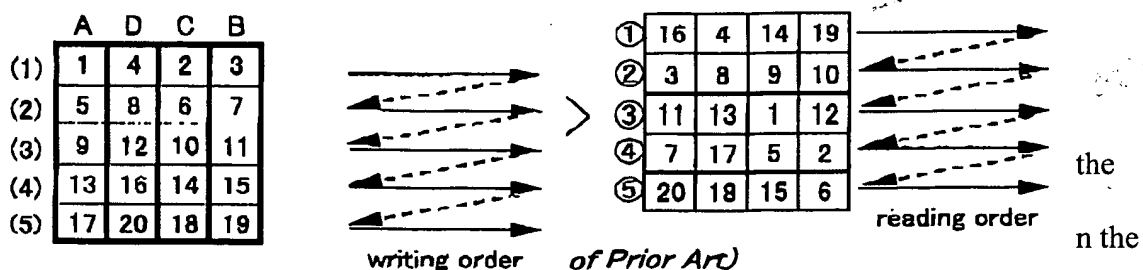 A D C B
(1) 1 4 2 3
(2) 5 8 6 7
(3) 9 12 10 11
(4) 13 16 14 15
(5) 17 20 18 19
writing order
>
① 16 4 14 19
② 3 8 9 10
③ 11 13 1 12
④ 7 17 5 2
⑤ 20 18 15 6
reading order
of Prior Art)
the
n the